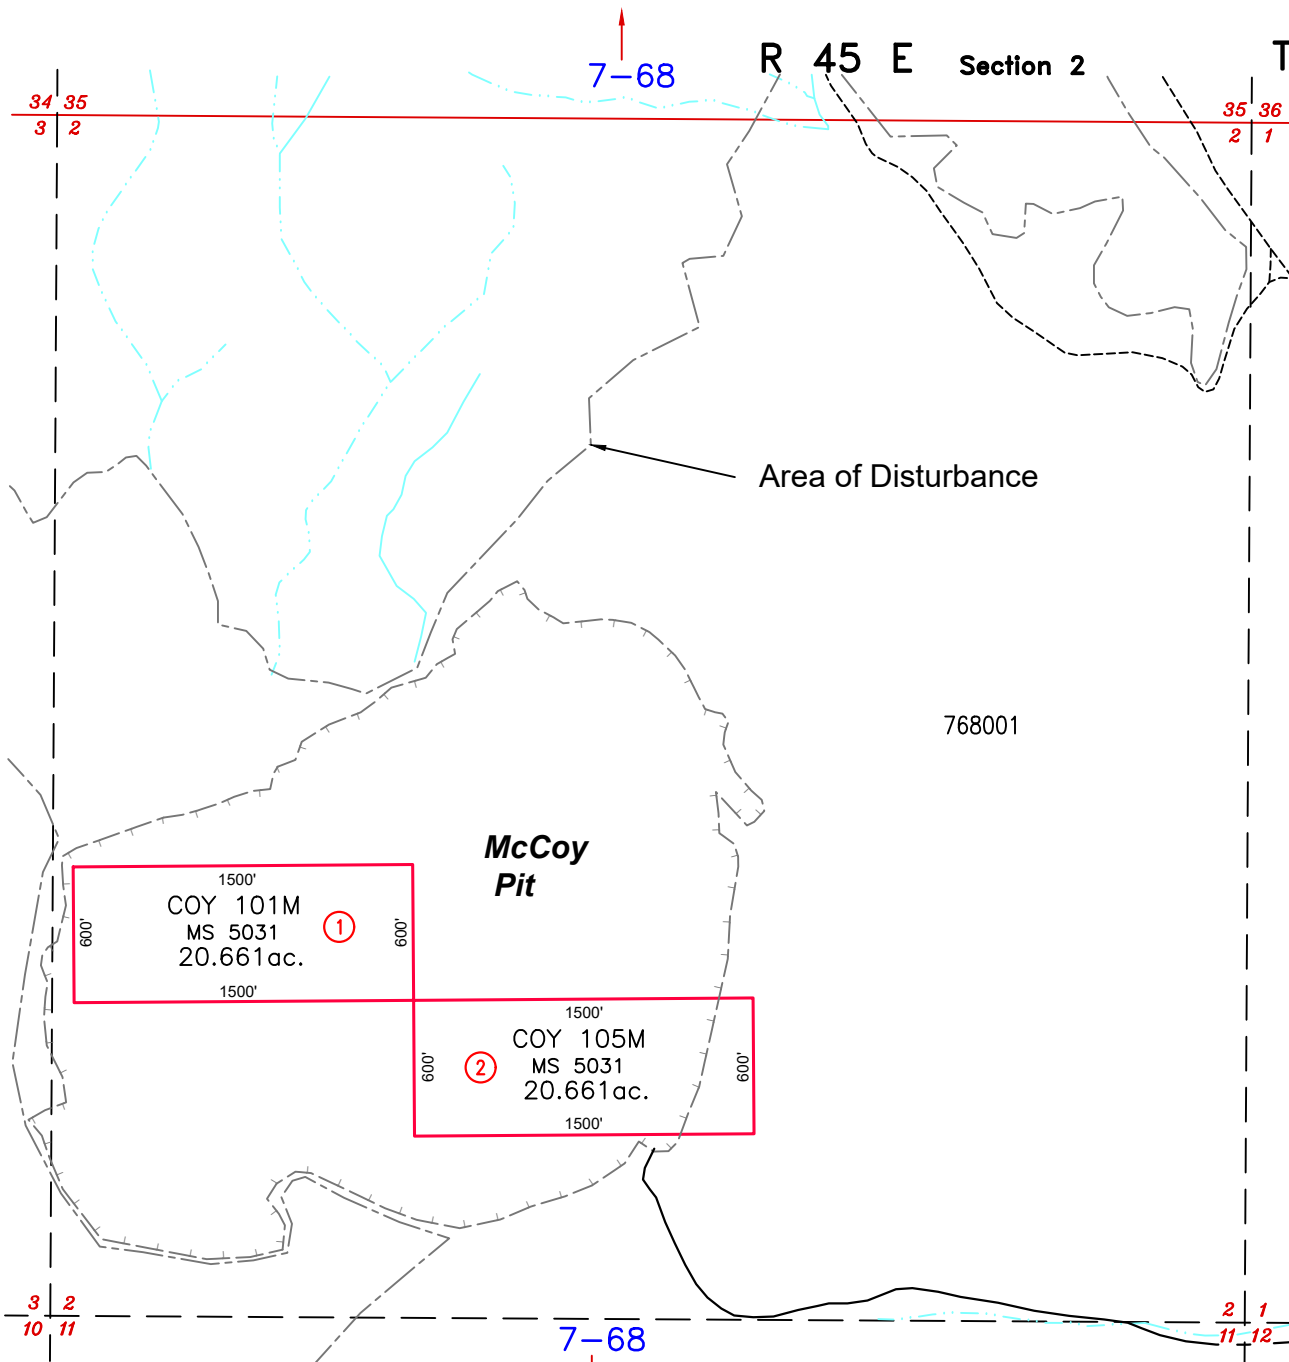 7-68
R 45 E Section 2 T
34 35
3 2
35 36
2 1
Area of Disturbance
768001
McCoy
Pit
1500'
COY 101M
MS 5031
20.661ac.
1
600'
600'
1500'
1500'
COY 105M
MS 5031
20.661ac.
2
600'
600'
1500'
3 2
10 11
2 1
11 12
7-68